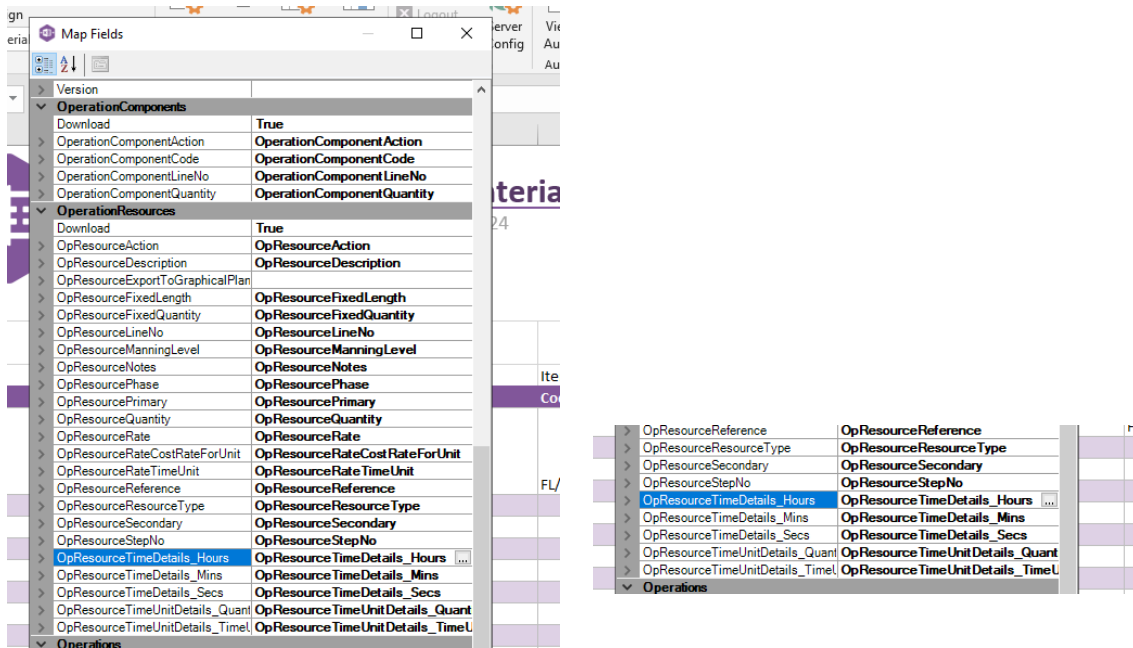 gn
Logout
Server
Vie
eria
Map Fields
onfig
Au
Au
Version
OperationComponents
Download True
OperationComponentAction OperationComponentAction
OperationComponentCode OperationComponentCode
OperationComponentLineNo OperationComponentLineNo
OperationComponentQuantity OperationComponentQuantity
teria
OperationResources
24
Download True
OpResourceAction OpResourceAction
OpResourceDescription OpResourceDescription
OpResourceExportToGraphicalPlan
OpResourceFixedLength OpResourceFixedLength
OpResourceFixedQuantity OpResourceFixedQuantity
OpResourceLineNo OpResourceLineNo
OpResourceManningLevel OpResourceManningLevel
OpResourceNotes OpResourceNotes
Ite
OpResourcePhase OpResourcePhase
OpResourcePrimary OpResourcePrimary
Co
OpResourceQuantity OpResourceQuantity
OpResourceRate OpResourceRate
OpResourceRateCostRateForUnit OpResourceRateCostRateForUnit
OpResourceRateTimeUnit OpResourceRateTimeUnit
OpResourceReference OpResourceReference
FL/
OpResourceResourceType OpResourceResourceType
OpResourceSecondary OpResourceSecondary
OpResourceStepNo OpResourceStepNo
OpResourceTimeDetails_Hours OpResourceTimeDetails_Hours ...
OpResourceTimeDetails_Mins OpResourceTimeDetails_Mins
OpResourceTimeDetails_Secs OpResourceTimeDetails_Secs
OpResourceTimeUnitDetails_Quant OpResourceTimeUnitDetails_Quant
OpResourceTimeUnitDetails_TimeU OpResourceTimeUnitDetails_TimeU
Operations
OpResourceReference OpResourceReference
OpResourceResourceType OpResourceResourceType
OpResourceSecondary OpResourceSecondary
OpResourceStepNo OpResourceStepNo
OpResourceTimeDetails_Hours OpResourceTimeDetails_Hours ...
OpResourceTimeDetails_Mins OpResourceTimeDetails_Mins
OpResourceTimeDetails_Secs OpResourceTimeDetails_Secs
OpResourceTimeUnitDetails_Quant OpResourceTimeUnitDetails_Quant
OpResourceTimeUnitDetails_TimeU OpResourceTimeUnitDetails_TimeU
Operations